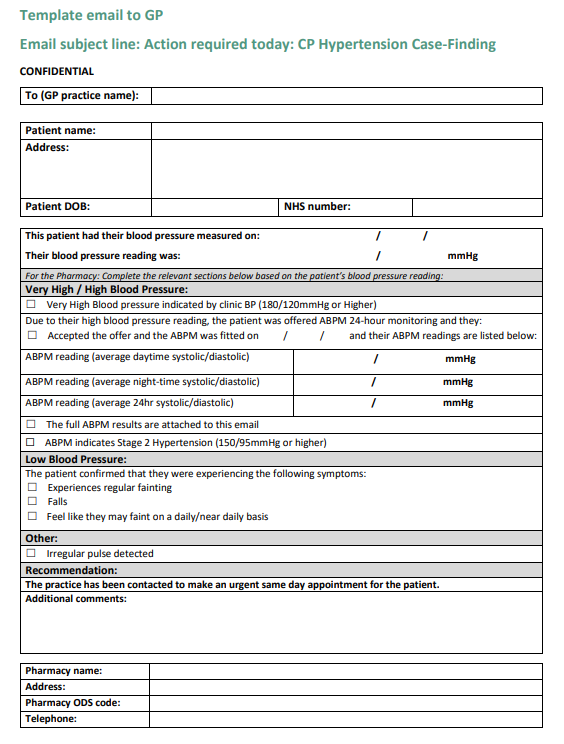 Template email to GP
Email subject line: Action required today: CP Hypertension Case-Finding
CONFIDENTIAL
To (GP practice name):
Patient name:
Address:
Patient DOB: NHS number:
This patient had their blood pressure measured on: / /
Their blood pressure reading was: / mmHg
For the Pharmacy: Complete the relevant sections below based on the patient's blood pressure reading:
Very High / High Blood Pressure:
☐ Very High Blood pressure indicated by clinic BP (180/120mmHg or Higher)
Due to their high blood pressure reading, the patient was offered ABPM 24-hour monitoring and they:
☐ Accepted the offer and the ABPM was fitted on / / and their ABPM readings are listed below:
ABPM reading (average daytime systolic/diastolic) / mmHg
ABPM reading (average night-time systolic/diastolic) / mmHg
ABPM reading (average 24hr systolic/diastolic) / mmHg
☐ The full ABPM results are attached to this email
☐ ABPM indicates Stage 2 Hypertension (150/95mmHg or higher)
Low Blood Pressure:
The patient confirmed that they were experiencing the following symptoms:
☐ Experiences regular fainting
☐ Falls
☐ Feel like they may faint on a daily/near daily basis
Other:
☐ Irregular pulse detected
Recommendation:
The practice has been contacted to make an urgent same day appointment for the patient.
Additional comments:
Pharmacy name:
Address:
Pharmacy ODS code:
Telephone: